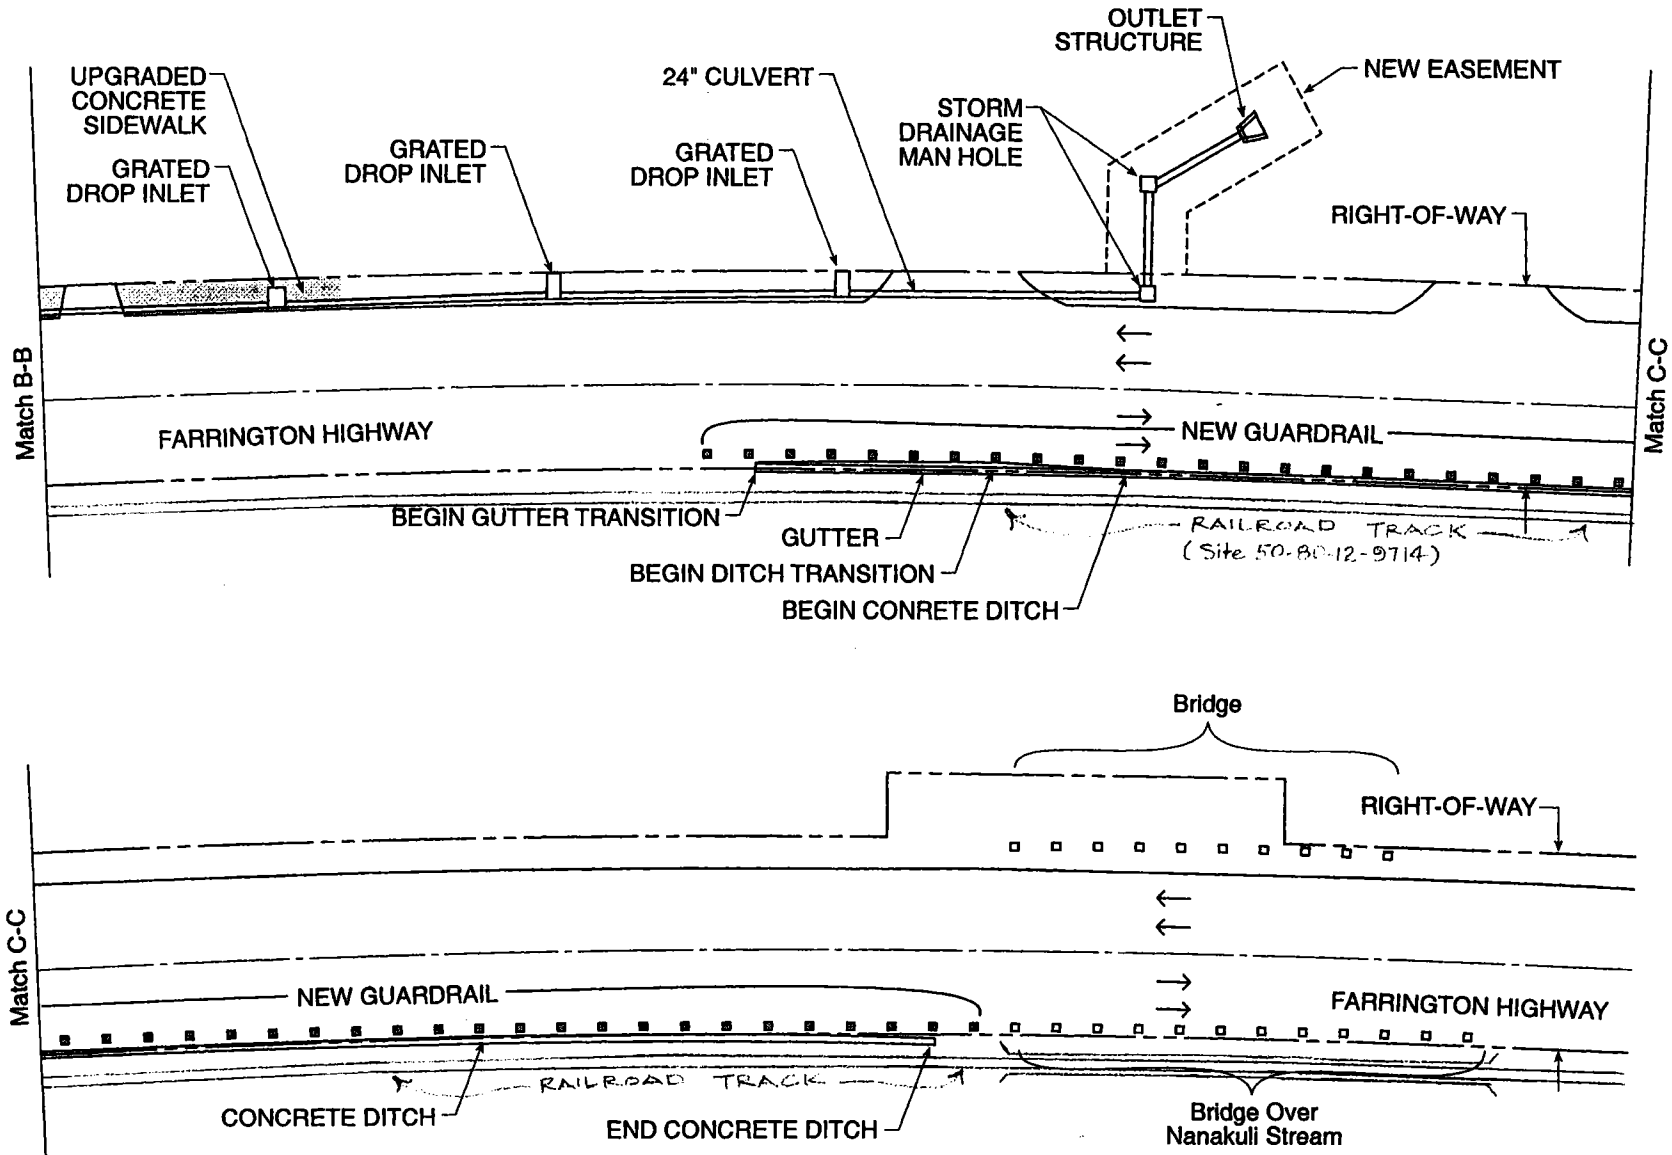 OUTLET
STRUCTURE
UPGRADED
CONCRETE
SIDEWALK
24" CULVERT
NEW EASEMENT
STORM
DRAINAGE
MAN HOLE
GRATED
DROP INLET
GRATED
DROP INLET
GRATED
DROP INLET
RIGHT-OF-WAY
Match B-B
Match C-C
FARRINGTON HIGHWAY
NEW GUARDRAIL
BEGIN GUTTER TRANSITION
GUTTER
RAILROAD TRACK
(Site 50-80-12-9714)
BEGIN DITCH TRANSITION
BEGIN CONRETE DITCH
Bridge
RIGHT-OF-WAY
Match C-C
NEW GUARDRAIL
FARRINGTON HIGHWAY
RAILROAD TRACK
CONCRETE DITCH
END CONCRETE DITCH
Bridge Over
Nanakuli Stream